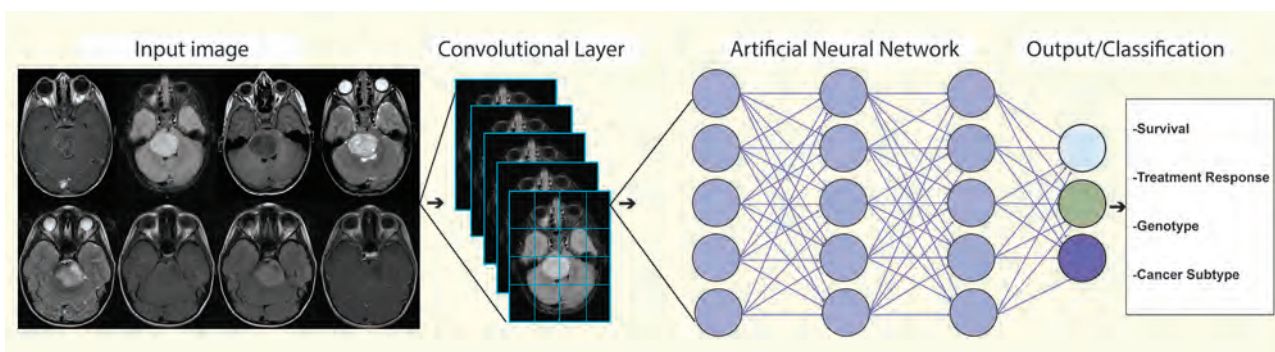 Input image
Convolutional Layer
Artificial Neural Network
Output/Classification
-Survival
-Treatment Response
-Genotype
-Cancer Subtype